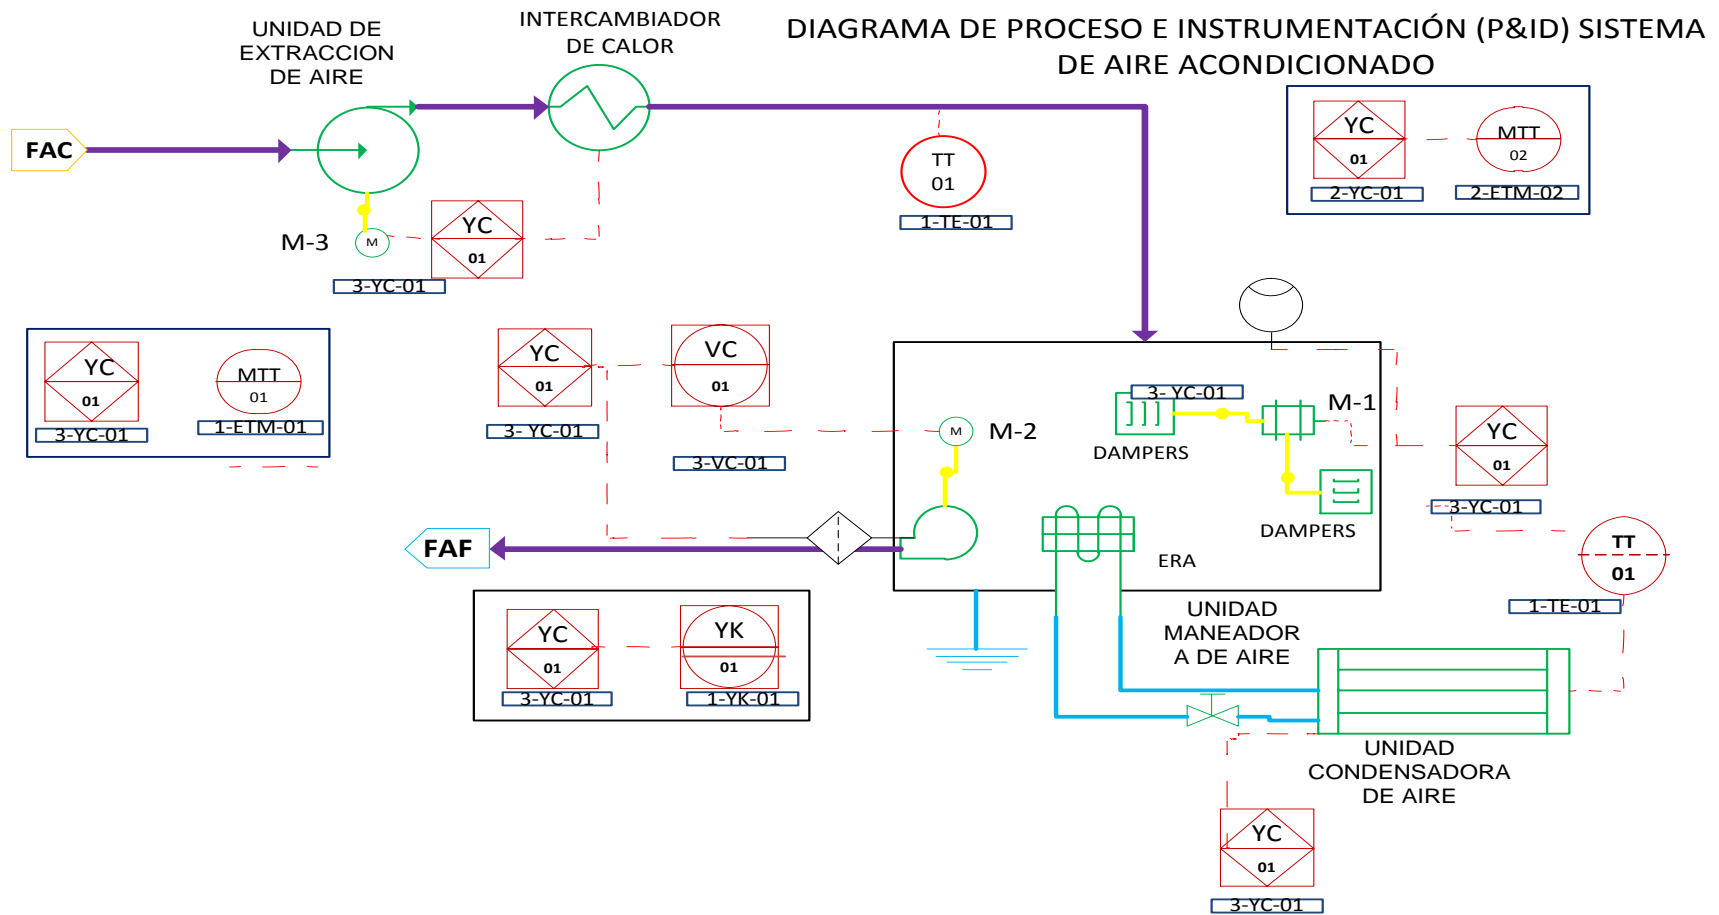 DIAGRAMA DE PROCESO E INSTRUMENTACIÓN (P&ID) SISTEMA
DE AIRE ACONDICIONADO
UNIDAD DE
EXTRACCION
DE AIRE
INTERCAMBIADOR
DE CALOR
FAC
M-3
M
YC
01
3-YC-01
TT
01
1-TE-01
YC
01
2-YC-01
MTT
02
2-ETM-02
YC
01
3-YC-01
MTT
01
1-ETM-01
YC
01
3- YC-01
VC
01
3-VC-01
M
M-2
3- YC-01
DAMPERS
M-1
DAMPERS
YC
01
3-YC-01
FAF
ERA
TT
01
1-TE-01
YC
01
3-YC-01
YK
01
1-YK-01
UNIDAD
MANEADOR
A DE AIRE
UNIDAD
CONDENSADORA
DE AIRE
YC
01
3-YC-01